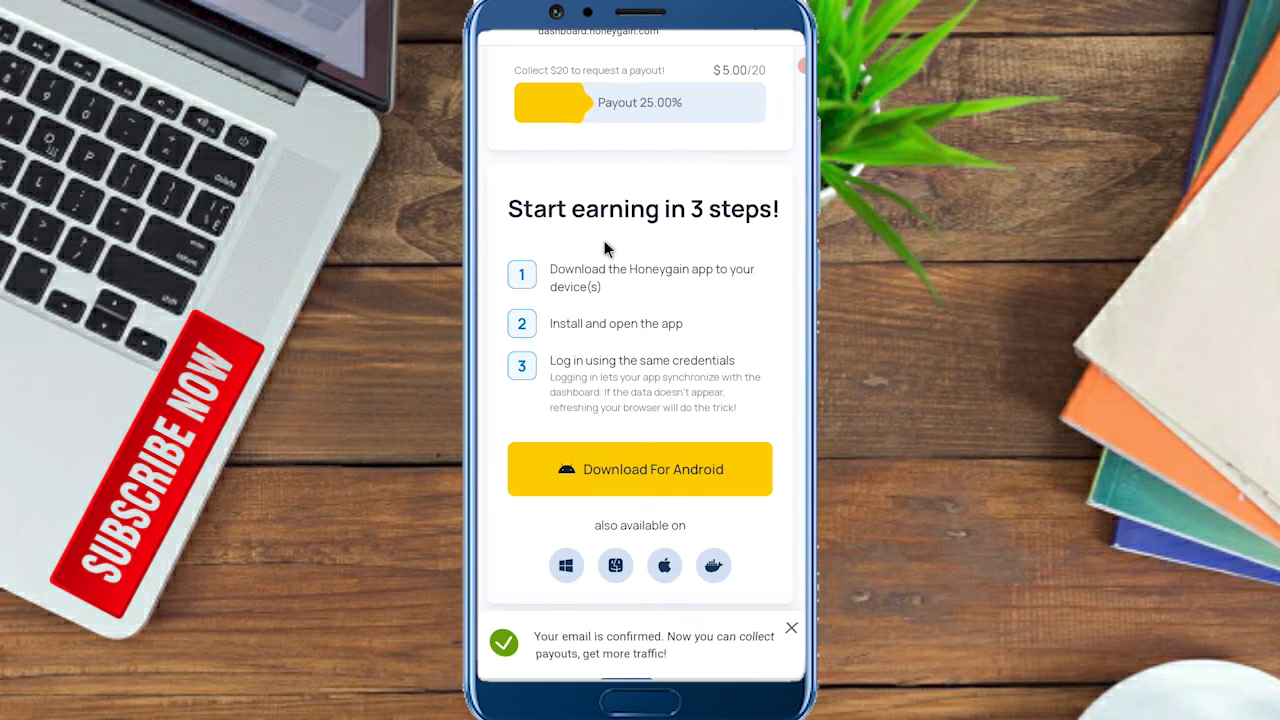 dashboard.honeygain.com
Collect $20 to request a payout!
$ 5.00/20
Payout 25.00%
Start earning in 3 steps!
1
Download the Honeygain app to your
device(s)
2
Install and open the app
3
Log in using the same credentials
Logging in lets your app synchronize with the
dashboard. If the data doesn't appear,
refreshing your browser will do the trick!
Download For Android
also available on
Your email is confirmed. Now you can collect
payouts, get more traffic!
SUBSCRIBE NOW
delete
return
shift